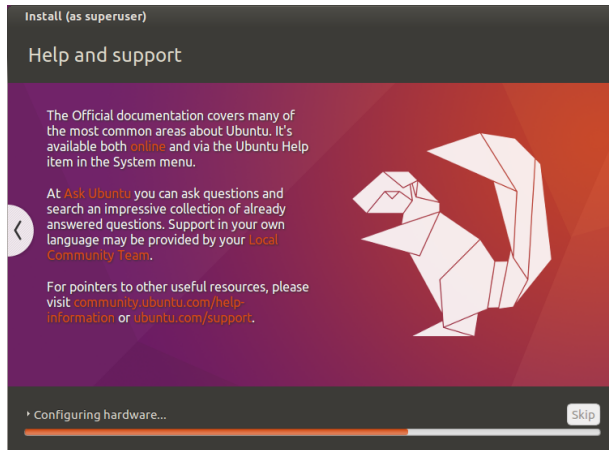 Install (as superuser)
Help and support
The Official documentation covers many of
the most common areas about Ubuntu. It's
available both online and via the Ubuntu Help
item in the System menu.
At Ask Ubuntu you can ask questions and
search an impressive collection of already
answered questions. Support in your own
language may be provided by your Local
Community Team.
For pointers to other useful resources, please
visit community.ubuntu.com/help-
information or ubuntu.com/support.
Configuring hardware...
Skip